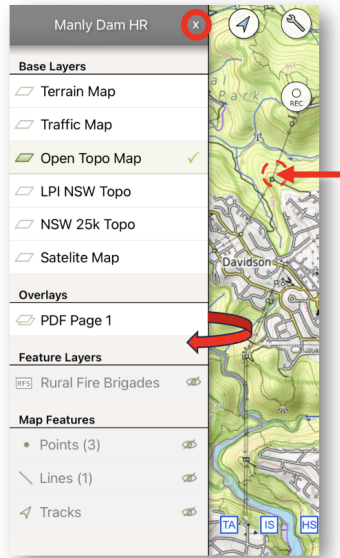 Manly Dam HR
x
Base Layers
Terrain Map
Traffic Map
Open Topo Map
LPI NSW Topo
NSW 25k Topo
Satelite Map
Overlays
PDF Page 1
Feature Layers
RFS Rural Fire Brigades
Map Features
Points (3)
Lines (1)
Tracks
REC
Park
Davidson
TA IS HS